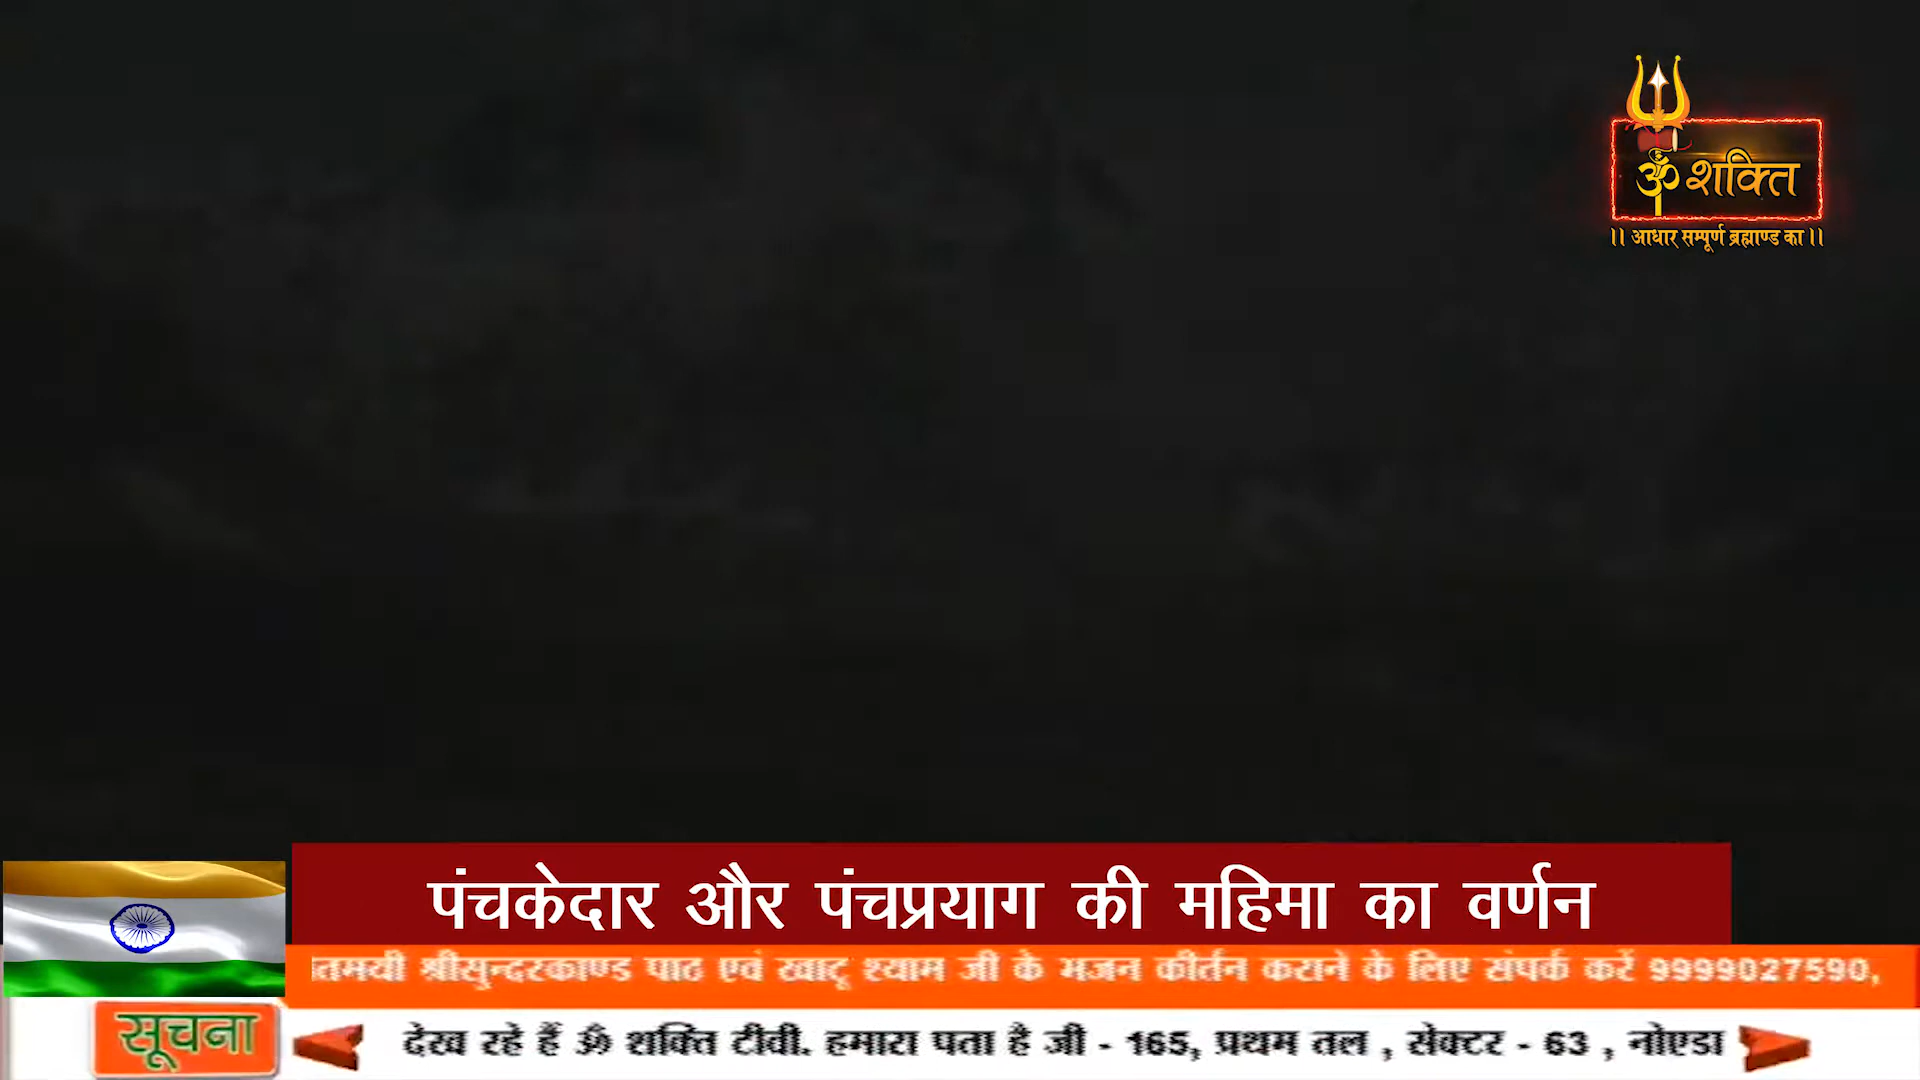 ॐ शक्ति
।। आधार सम्पूर्ण ब्रह्माण्ड का ।।
पंचकेदार और पंचप्रयाग की महिमा का वर्णन
श्रीसुन्दरकाण्ड पाठ एवं खाटू श्याम जी के भजन कीर्तन कराने के लिए संपर्क करें 9999027590,
सूचना
देख रहे हैं ॐ शक्ति टीवी. हमारा पता है जी - 165, प्रथम तल , सेक्टर - 63 , नोएडा